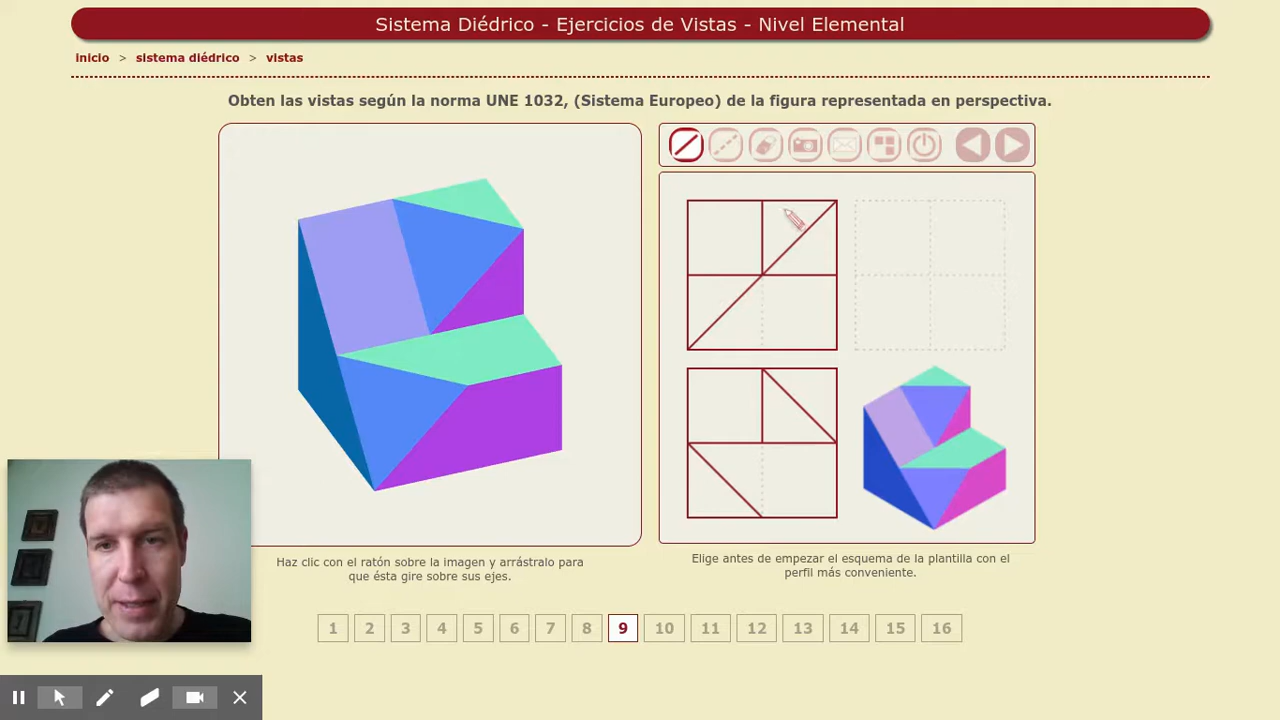 Sistema Diédrico - Ejercicios de Vistas - Nivel Elemental
inicio > sistema diédrico > vistas
Obten las vistas según la norma UNE 1032, (Sistema Europeo) de la figura representada en perspectiva.
Haz clic con el ratón sobre la imagen y arrástralo para
que ésta gire sobre sus ejes.
Elige antes de empezar el esquema de la plantilla con el
perfil más conveniente.
1 2 3 4 5 6 7 8 9 10 11 12 13 14 15 16